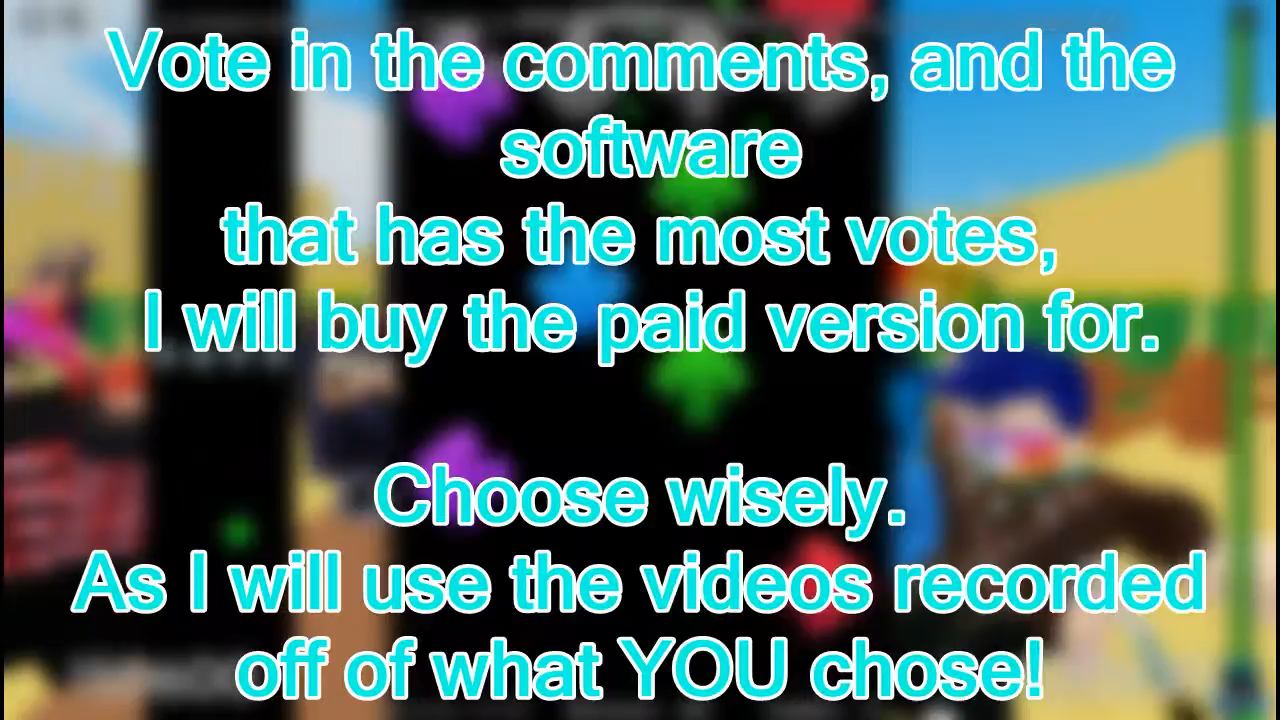 Vote in the comments, and the
software
that has the most votes,
I will buy the paid version for.
Choose wisely.
As I will use the videos recorded
off of what YOU chose!